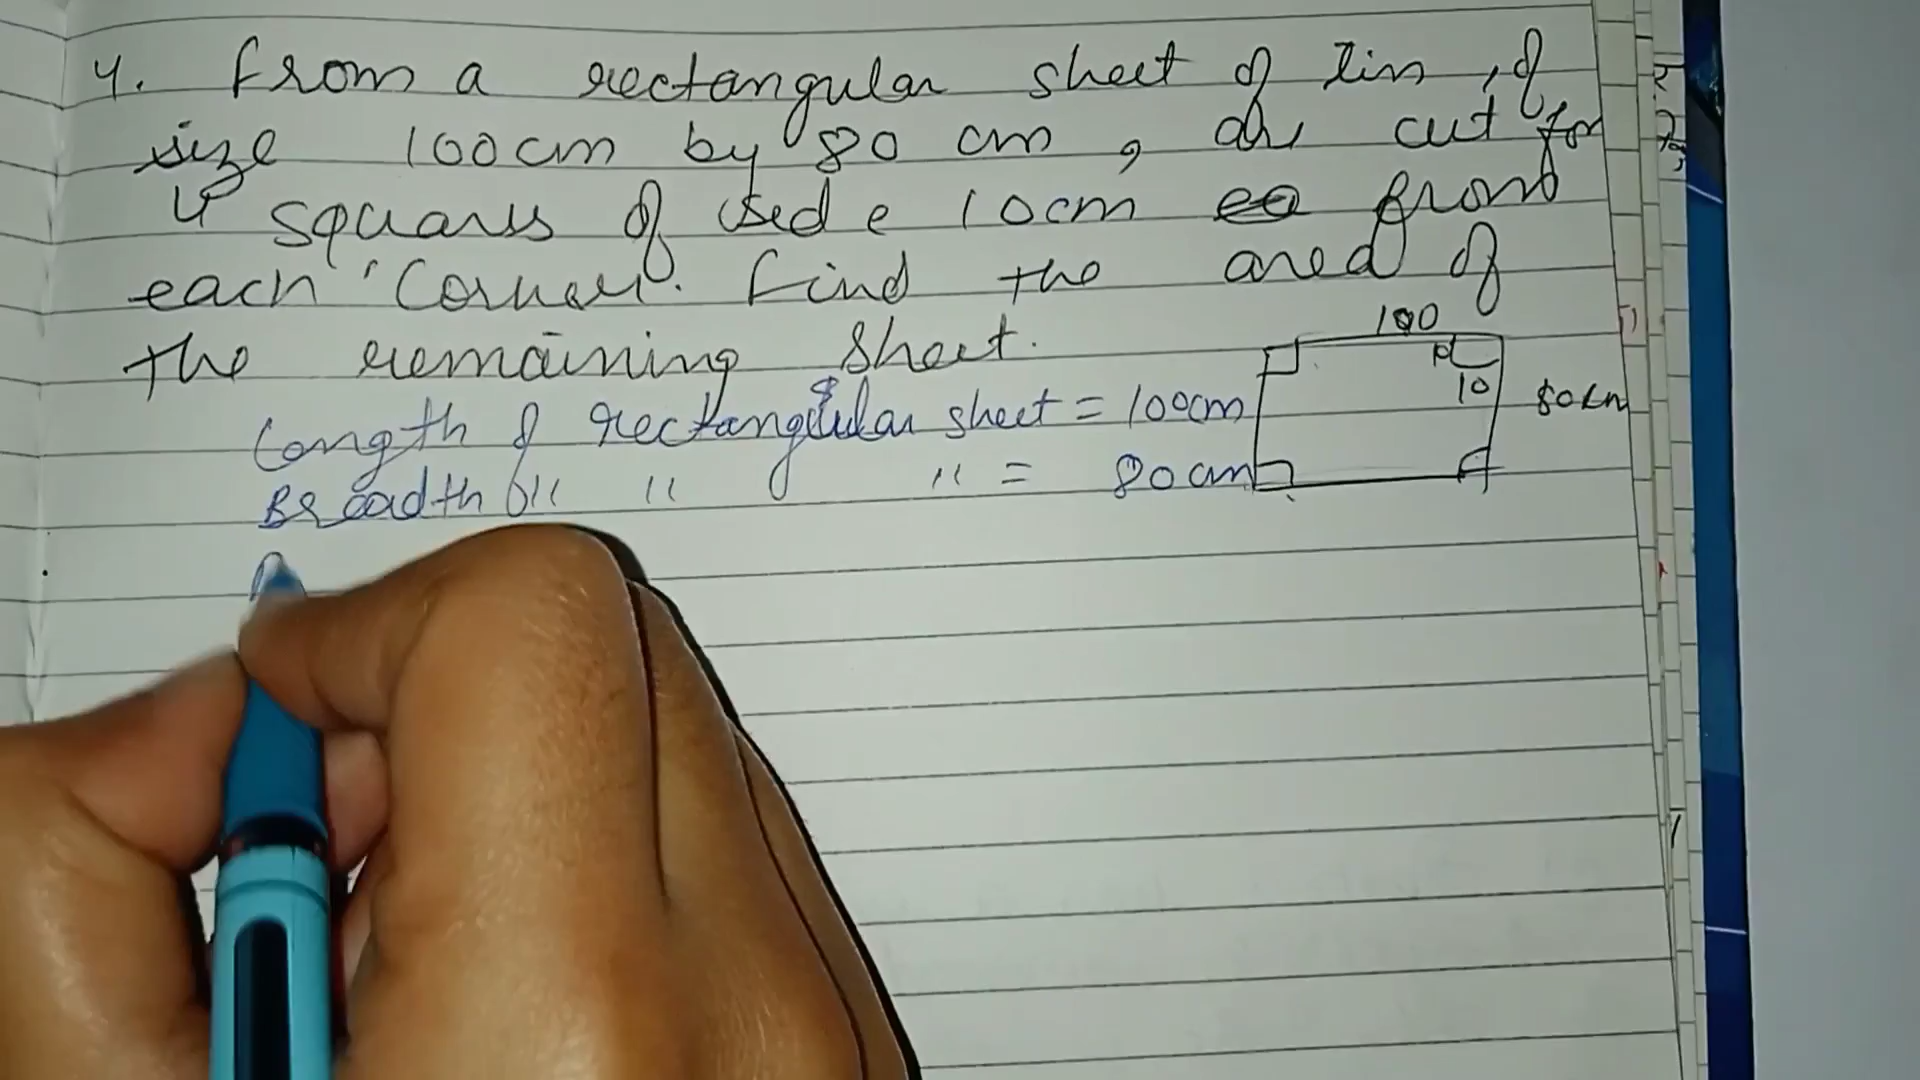 4. From a rectangular sheet of tin, of
size 100cm by 80 cm, are cut for
4 squares of side 10cm from
each corner. Find the area of
the remaining sheet.
100
10
80cm
Length of rectangular sheet = 100cm
Breadth of " " " = 80cm